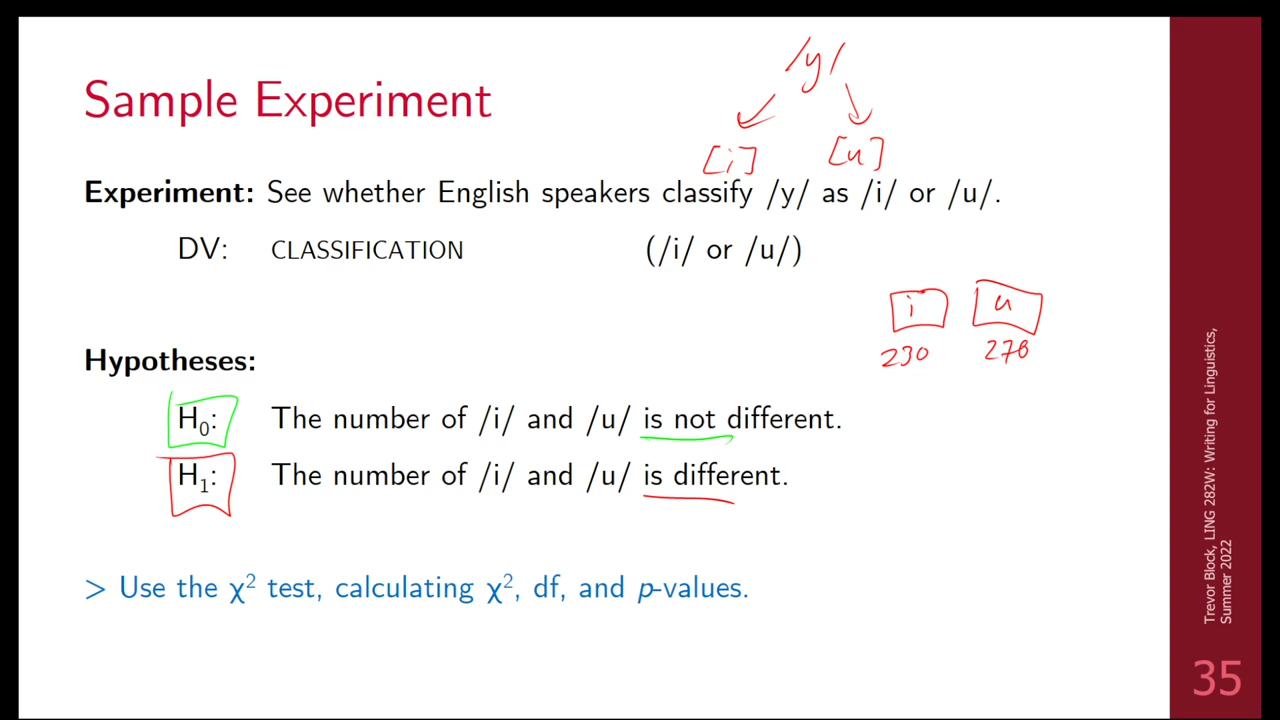 /y/
Sample Experiment
[i] [u]
Experiment: See whether English speakers classify /y/ as /i/ or /u/.
DV: CLASSIFICATION (/i/ or /u/)
i u
230 278
Hypotheses:
H₀: The number of /i/ and /u/ is not different.
H₁: The number of /i/ and /u/ is different.
> Use the χ² test, calculating χ², df, and p-values.
Trevor Block, LING 282W: Writing for Linguistics,
Summer 2022
35